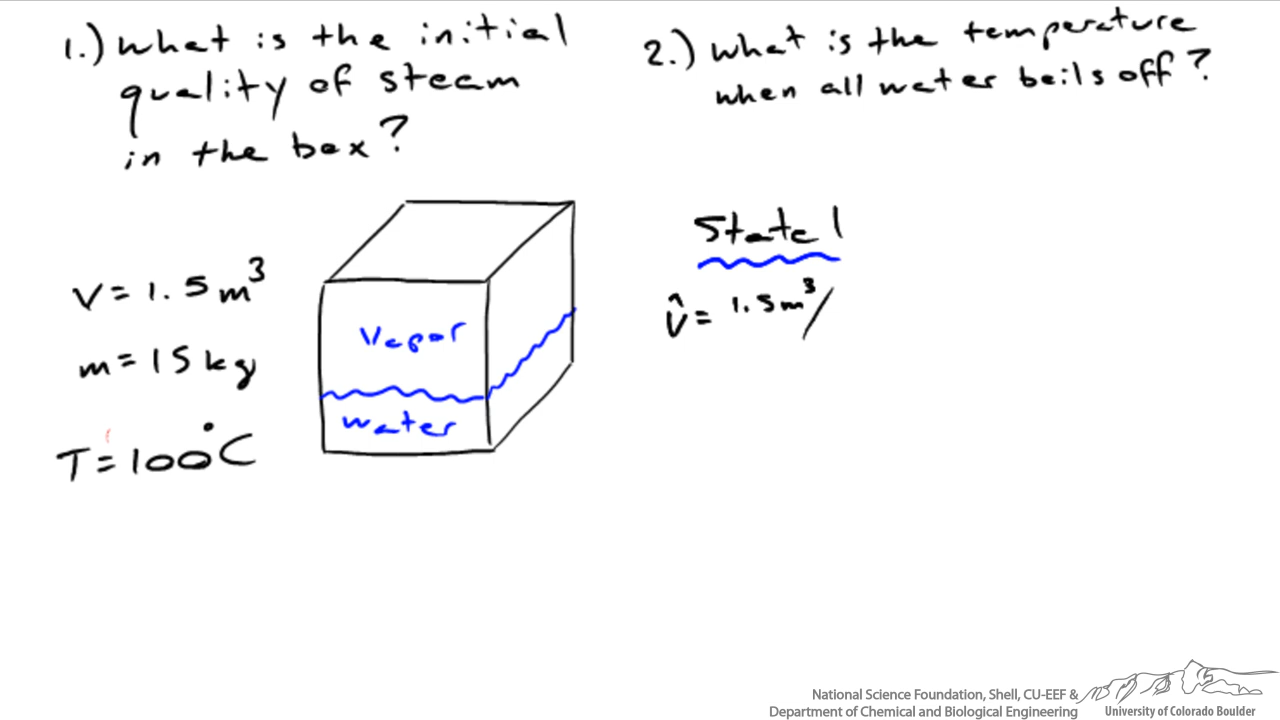 1.) What is the initial
quality of steam
in the box?
2.) What is the temperature
when all water boils off?
V = 1.5 m³
m = 15 kg
T = 100°C
Vapor
water
State 1
V̂ = 1.5 m³/
National Science Foundation, Shell, CU-EEF &
Department of Chemical and Biological Engineering
University of Colorado Boulder